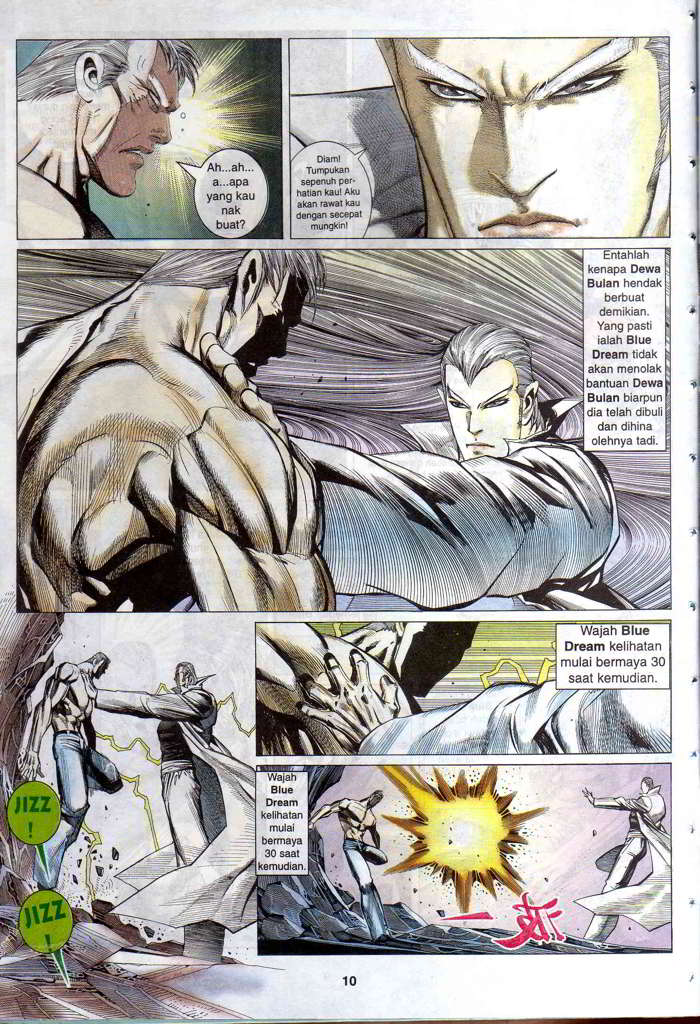 Ah...ah...
a...apa
yang kau
nak
buat?
Diam!
Tumpukan
sepenuh per-
hatian kau! Aku
akan rawat kau
dengan secepat
mungkin!
Entahlah
kenapa Dewa
Bulan hendak
berbuat
demikian.
Yang pasti
ialah Blue
Dream tidak
akan menolak
bantuan Dewa
Bulan biarpun
dia telah dibuli
dan dihina
olehnya tadi.
Wajah Blue
Dream kelihatan
mulai bermaya 30
saat kemudian.
JIZZ
!
JIZZ
!
Wajah
Blue
Dream
kelihatan
mulai
bermaya
30 saat
kemudian.
10